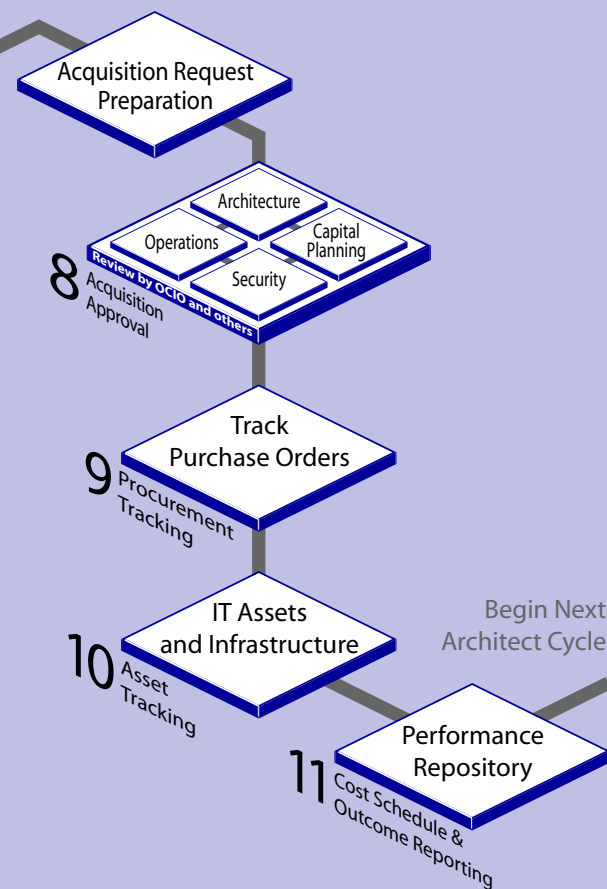 Acquisition Request
Preparation
Architecture
Operations
Capital
Planning
Security
Review by OCIO and others
8
Acquisition
Approval
Track
Purchase Orders
9
Procurement
Tracking
IT Assets
and Infrastructure
10
Asset
Tracking
Begin Next
Architect Cycle
Performance
Repository
11
Cost Schedule &
Outcome Reporting